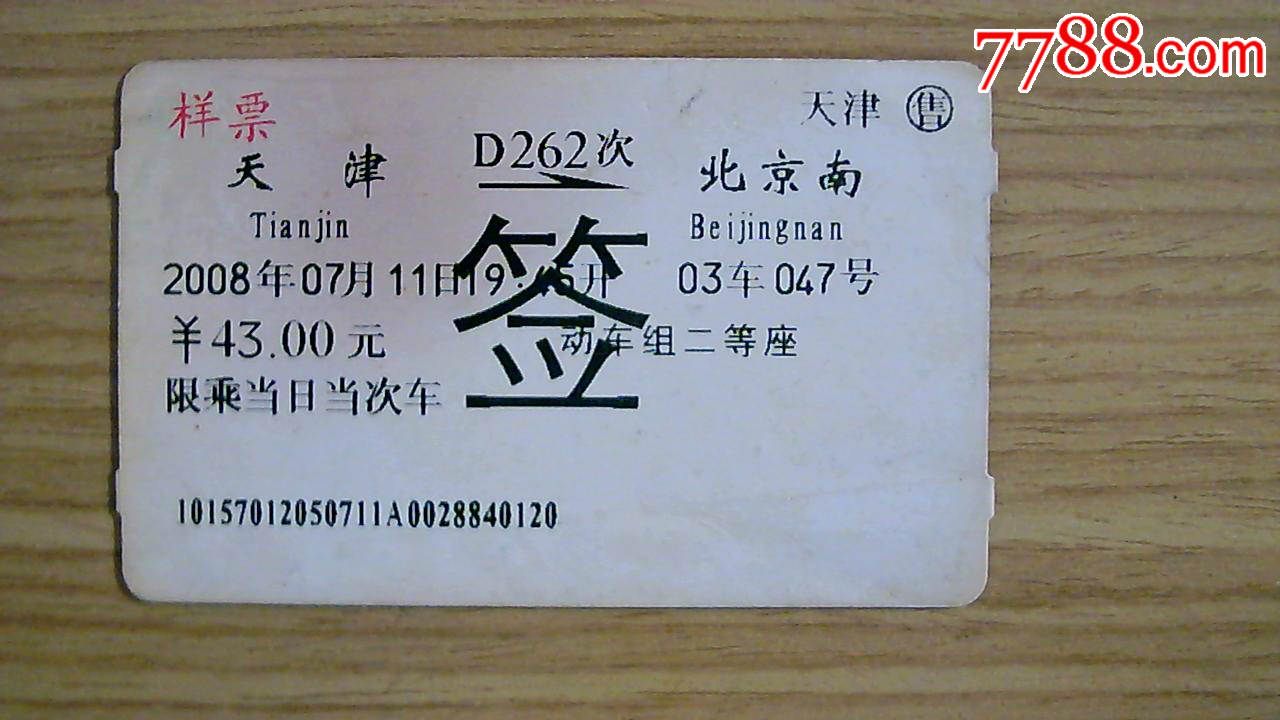 7788.com
样票
天津 售
D262次
天津 北京南
Tianjin Beijingnan
签
2008年07月11日19:45开 03车047号
￥43.00元 动车组二等座
限乘当日当次车
10157012050711A0028840120